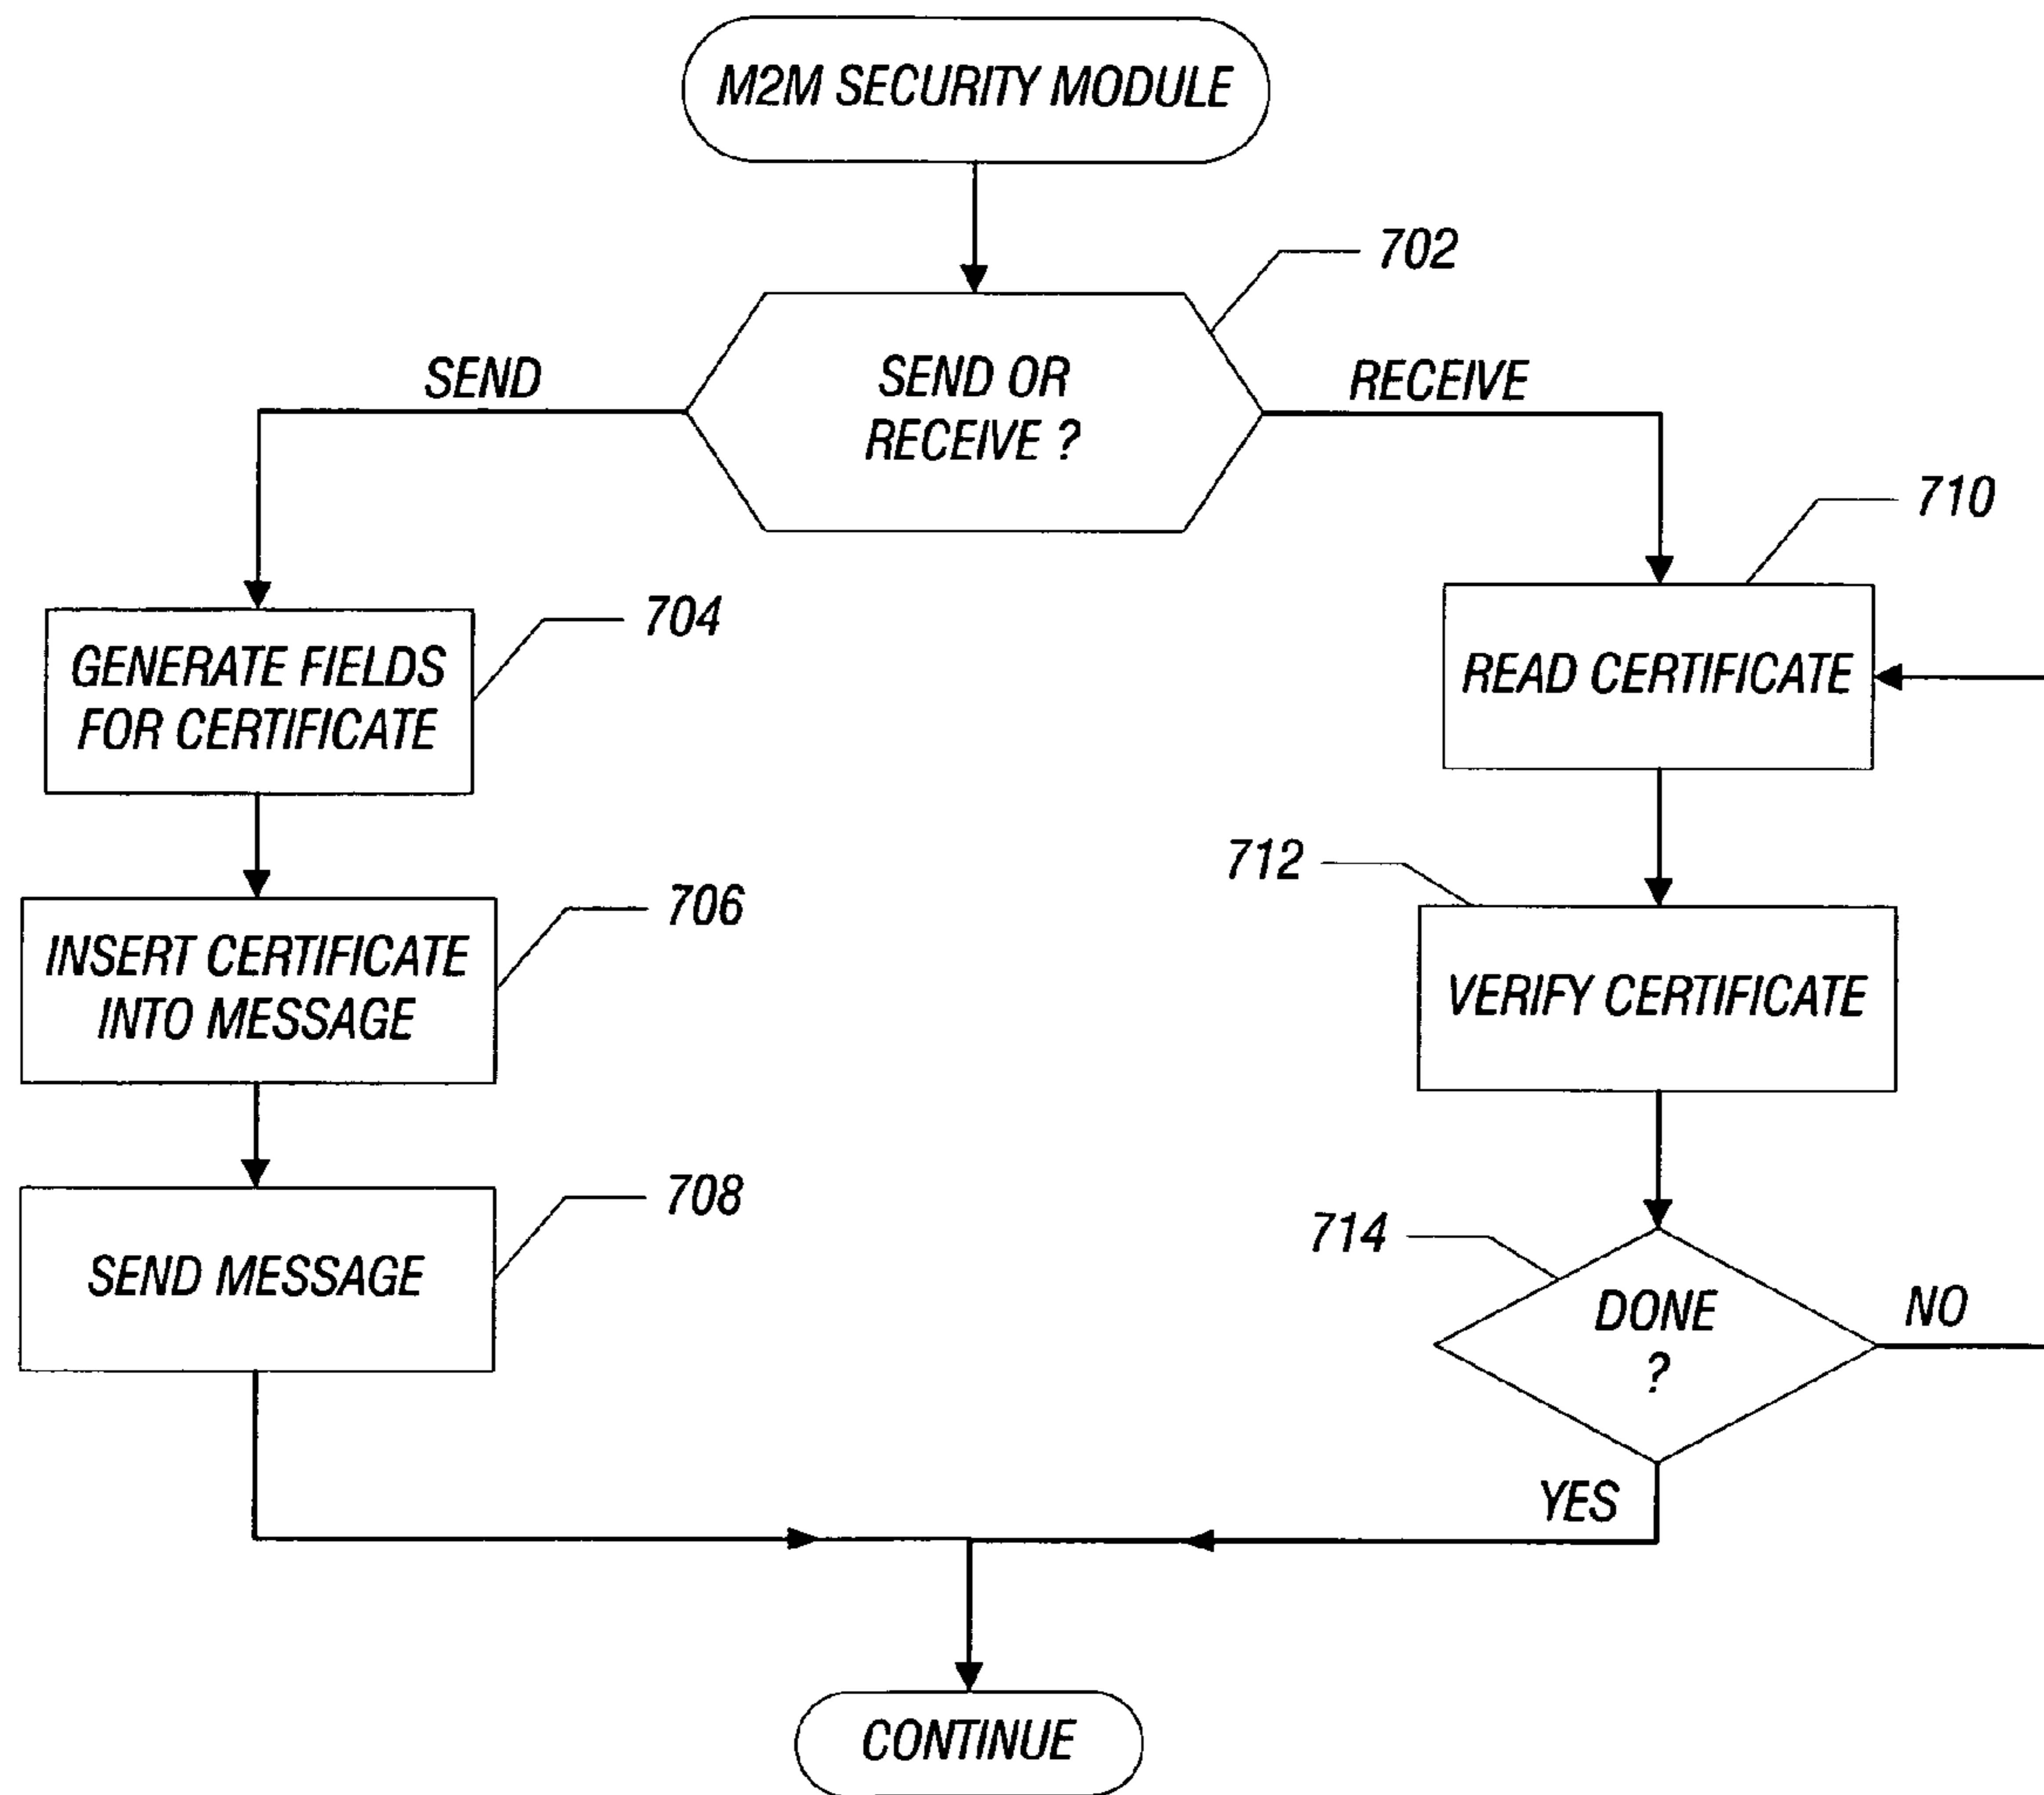 M2M SECURITY MODULE
702
SEND OR
RECEIVE ?
SEND
RECEIVE
704
GENERATE FIELDS
FOR CERTIFICATE
706
INSERT CERTIFICATE
INTO MESSAGE
708
SEND MESSAGE
710
READ CERTIFICATE
712
VERIFY CERTIFICATE
714
DONE
?
NO
YES
CONTINUE